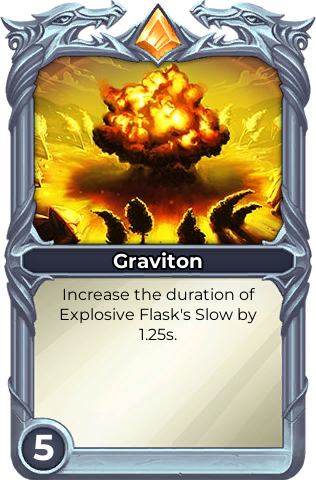 Graviton
Increase the duration of
Explosive Flask's Slow by
1.25s.
5